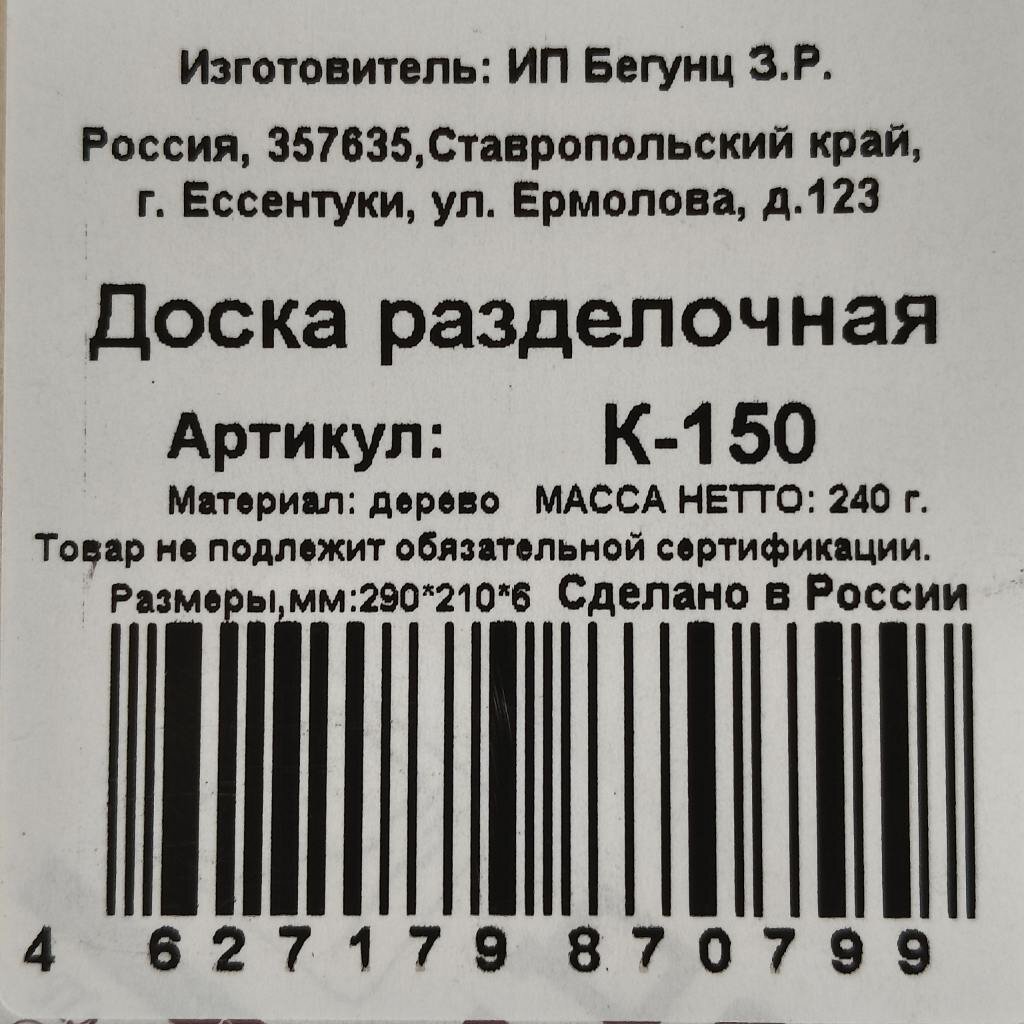 Изготовитель: ИП Бегунц З.Р.
Россия, 357635,Ставропольский край,
г. Ессентуки, ул. Ермолова, д.123
Доска разделочная
Артикул: К-150
Материал: дерево МАССА НЕТТО: 240 г.
Товар не подлежит обязательной сертификации.
Размеры,мм:290*210*6 Сделано в России
4 627179 870799